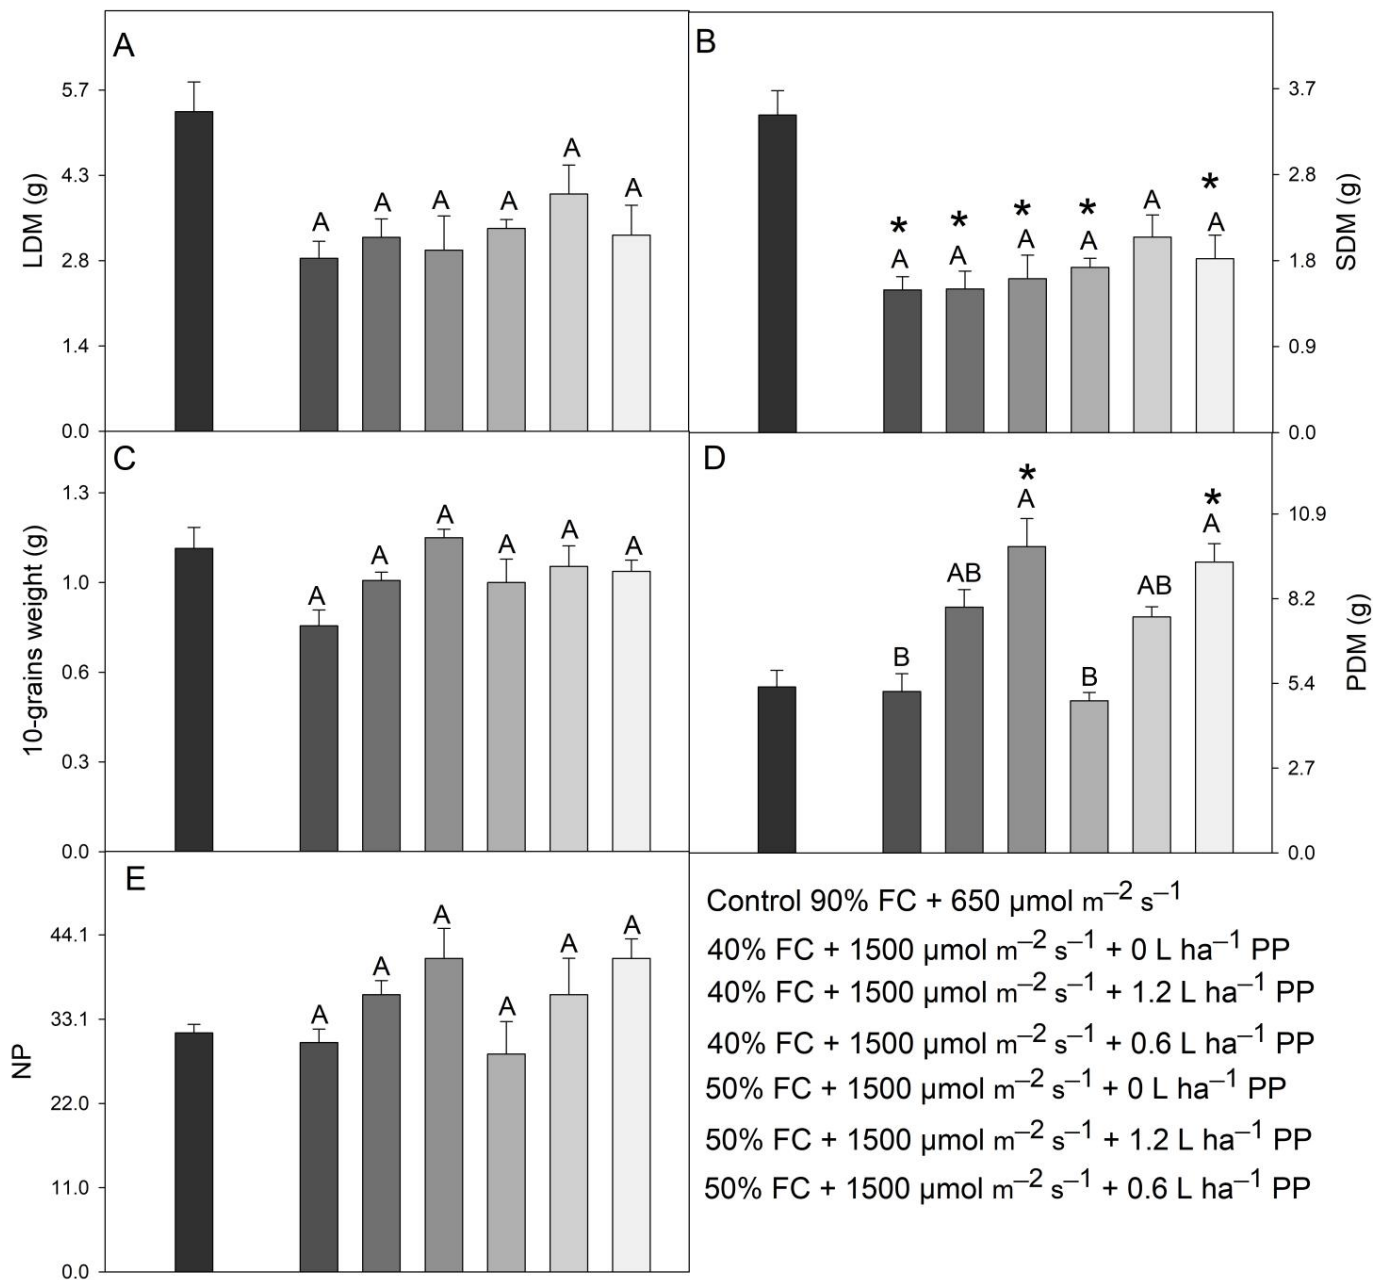 A
5.7
4.3
2.8
1.4
0.0
LDM (g)
A
A
A
A
A
A
B
3.7
2.8
1.8
0.9
0.0
SDM (g)
*
*
*
*
*
A
A
A
A
A
A
C
1.3
1.0
0.6
0.3
0.0
10-grains weight (g)
A
A
A
A
A
A
D
10.9
8.2
5.4
2.7
0.0
PDM (g)
*
*
B
AB
A
B
AB
A
E
44.1
33.1
22.0
11.0
0.0
NP
A
A
A
A
A
A
Control 90% FC + 650 µmol m⁻² s⁻¹
40% FC + 1500 µmol m⁻² s⁻¹ + 0 L ha⁻¹ PP
40% FC + 1500 µmol m⁻² s⁻¹ + 1.2 L ha⁻¹ PP
40% FC + 1500 µmol m⁻² s⁻¹ + 0.6 L ha⁻¹ PP
50% FC + 1500 µmol m⁻² s⁻¹ + 0 L ha⁻¹ PP
50% FC + 1500 µmol m⁻² s⁻¹ + 1.2 L ha⁻¹ PP
50% FC + 1500 µmol m⁻² s⁻¹ + 0.6 L ha⁻¹ PP